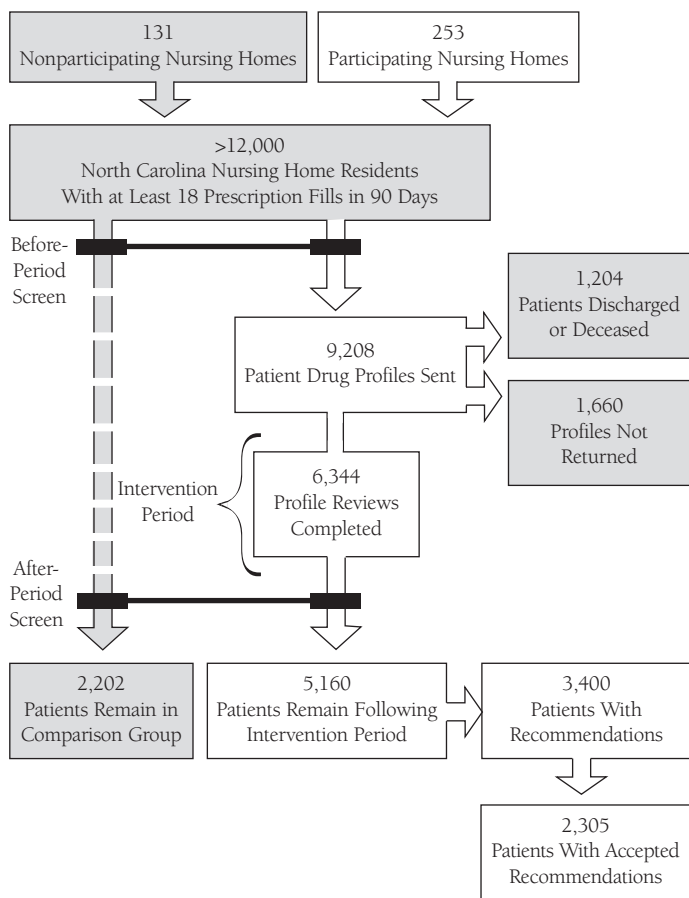 131
Nonparticipating Nursing Homes
253
Participating Nursing Homes
>12,000
North Carolina Nursing Home Residents
With at Least 18 Prescription Fills in 90 Days
Before-
Period
Screen
1,204
Patients Discharged
or Deceased
9,208
Patient Drug Profiles Sent
1,660
Profiles Not
Returned
Intervention
Period
6,344
Profile Reviews
Completed
After-
Period
Screen
2,202
Patients Remain in
Comparison Group
5,160
Patients Remain Following
Intervention Period
3,400
Patients With
Recommendations
2,305
Patients With Accepted
Recommendations